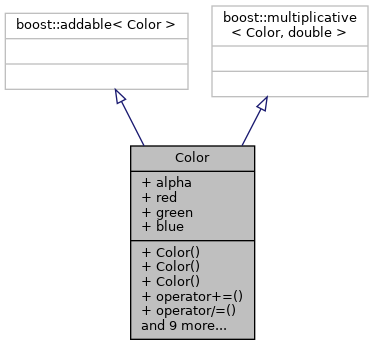 boost::addable< Color >
boost::multiplicative
< Color, double >
Color
+ alpha
+ red
+ green
+ blue
+ Color()
+ Color()
+ Color()
+ operator+=()
+ operator/=()
and 9 more...